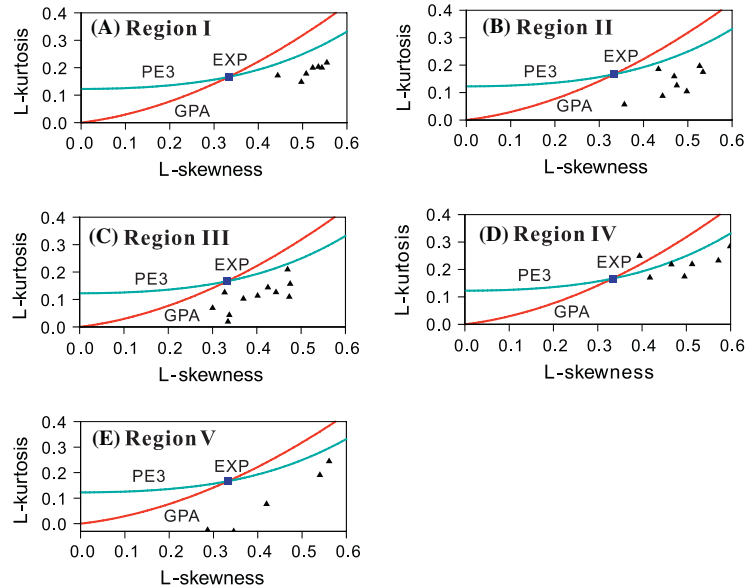 (A) Region I
L-kurtosis
0.4
0.3
0.2
0.1
0.0
PE3
EXP
GPA
0.0 0.1 0.2 0.3 0.4 0.5 0.6
L-skewness
(B) Region II
L-kurtosis
0.4
0.3
0.2
0.1
0.0
PE3
EXP
GPA
0.0 0.1 0.2 0.3 0.4 0.5 0.6
L-skewness
(C) Region III
L-kurtosis
0.4
0.3
0.2
0.1
0.0
PE3
EXP
GPA
0.0 0.1 0.2 0.3 0.4 0.5 0.6
L-skewness
(D) Region IV
L-kurtosis
0.4
0.3
0.2
0.1
0.0
PE3
EXP
GPA
0.0 0.1 0.2 0.3 0.4 0.5 0.6
L-skewness
(E) Region V
L-kurtosis
0.4
0.3
0.2
0.1
0.0
PE3
EXP
GPA
0.0 0.1 0.2 0.3 0.4 0.5 0.6
L-skewness